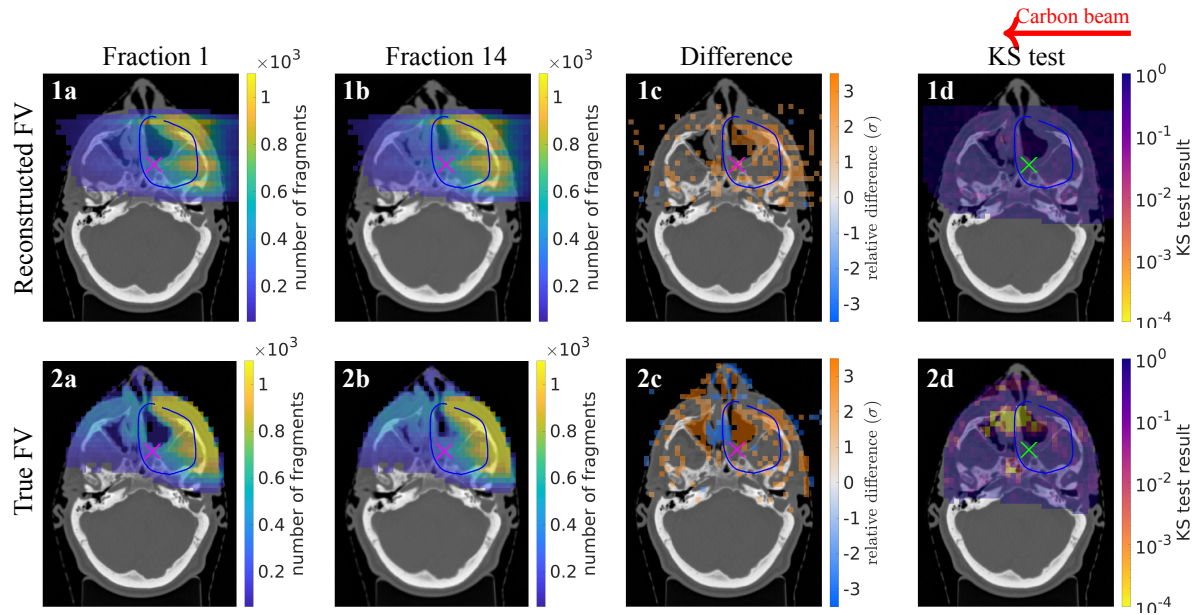 Carbon beam
Fraction 1
Fraction 14
Difference
KS test
Reconstructed FV
1a
×10³
1
0.8
0.6
0.4
0.2
number of fragments
1b
×10³
1
0.8
0.6
0.4
0.2
number of fragments
1c
3
2
1
0
-1
-2
-3
relative difference (σ)
1d
10⁰
10⁻¹
10⁻²
10⁻³
10⁻⁴
KS test result
True FV
2a
×10³
1
0.8
0.6
0.4
0.2
number of fragments
2b
×10³
1
0.8
0.6
0.4
0.2
number of fragments
2c
3
2
1
0
-1
-2
-3
relative difference (σ)
2d
10⁰
10⁻¹
10⁻²
10⁻³
10⁻⁴
KS test result